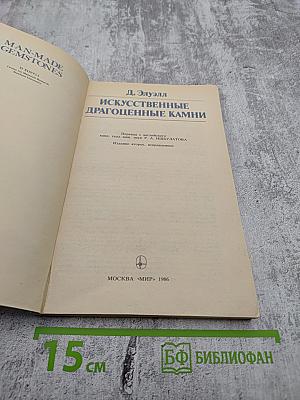 MAN-MADE
GEMSTONES
Д. Элуэлл
ИСКУССТВЕННЫЕ
ДРАГОЦЕННЫЕ КАМНИ
Перевод с английского
Издание второе, исправленное
МОСКВА «МИР» 1986
15 СМ
БФ БИБЛИОФАН